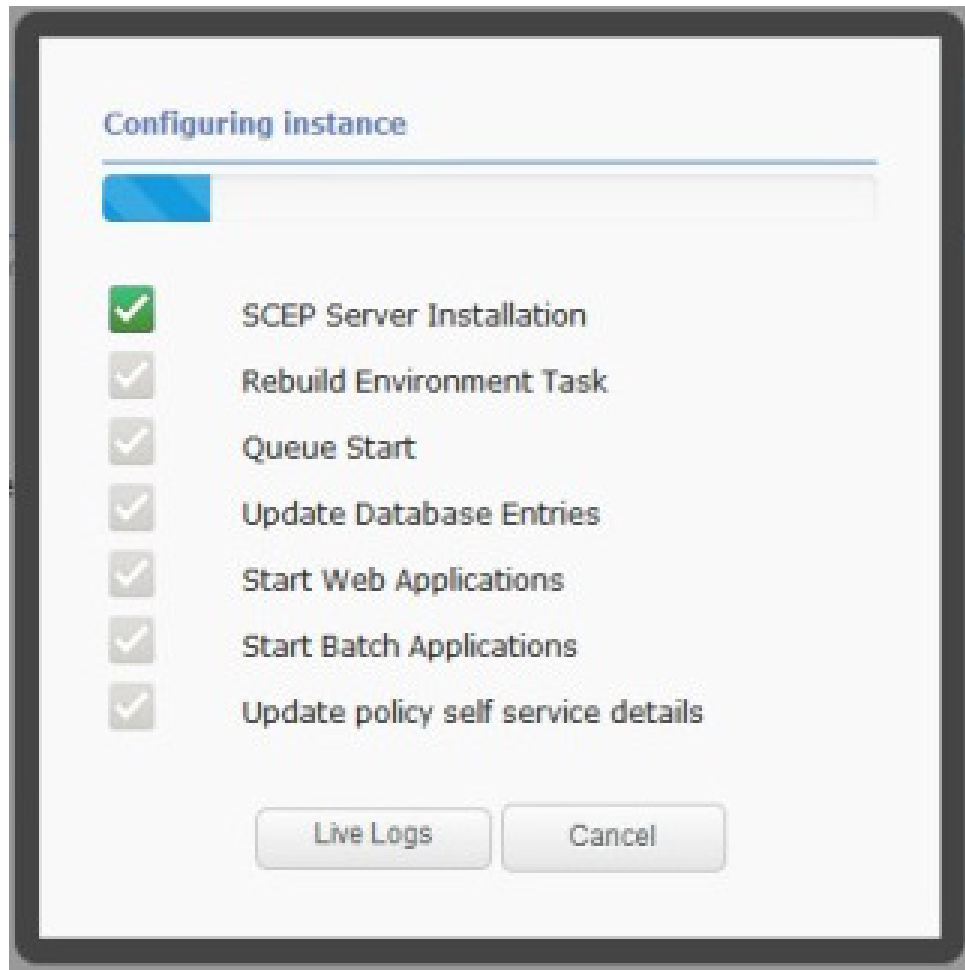 Configuring instance
SCEP Server Installation
Rebuild Environment Task
Queue Start
Update Database Entries
Start Web Applications
Start Batch Applications
Update policy self service details
Live Logs
Cancel